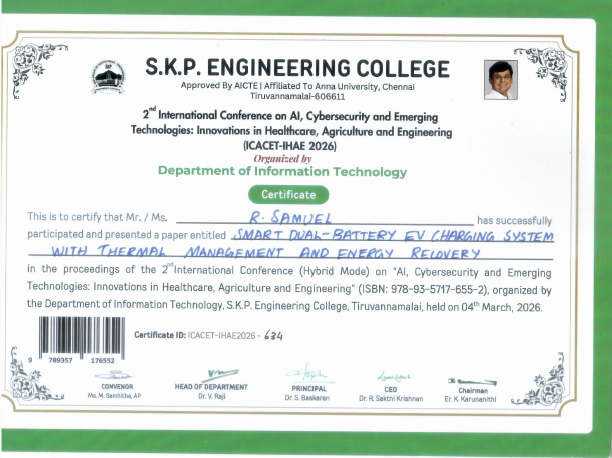 S.K.P. ENGINEERING COLLEGE
Approved By AICTE | Affiliated To Anna University, Chennai
Tiruvannamalai-606611
2nd International Conference on AI, Cybersecurity and Emerging
Technologies: Innovations in Healthcare, Agriculture and Engineering
(ICACET-IHAE 2026)
Organized by
Department of Information Technology
Certificate
This is to certify that Mr. / Ms. R. SAMUEL has successfully
participated and presented a paper entitled SMART DUAL-BATTERY EV CHARGING SYSTEM
WITH THERMAL MANAGEMENT AND ENERGY RECOVERY
in the proceedings of the 2nd International Conference (Hybrid Mode) on "AI, Cybersecurity and Emerging
Technologies: Innovations in Healthcare, Agriculture and Engineering" (ISBN: 978-93-5717-655-2), organized by
the Department of Information Technology, S.K.P. Engineering College, Tiruvannamalai, held on 04th March, 2026.
Certificate ID: ICACET-IHAE2026 - 634
9 789357 176552
CONVENOR HEAD OF DEPARTMENT PRINCIPAL CEO Chairman
Ms. M. Samhitha, AP Dr. V. Raji Dr. S. Baskaran Dr. R. Sakthi Krishnan Er. K. Karunanithi